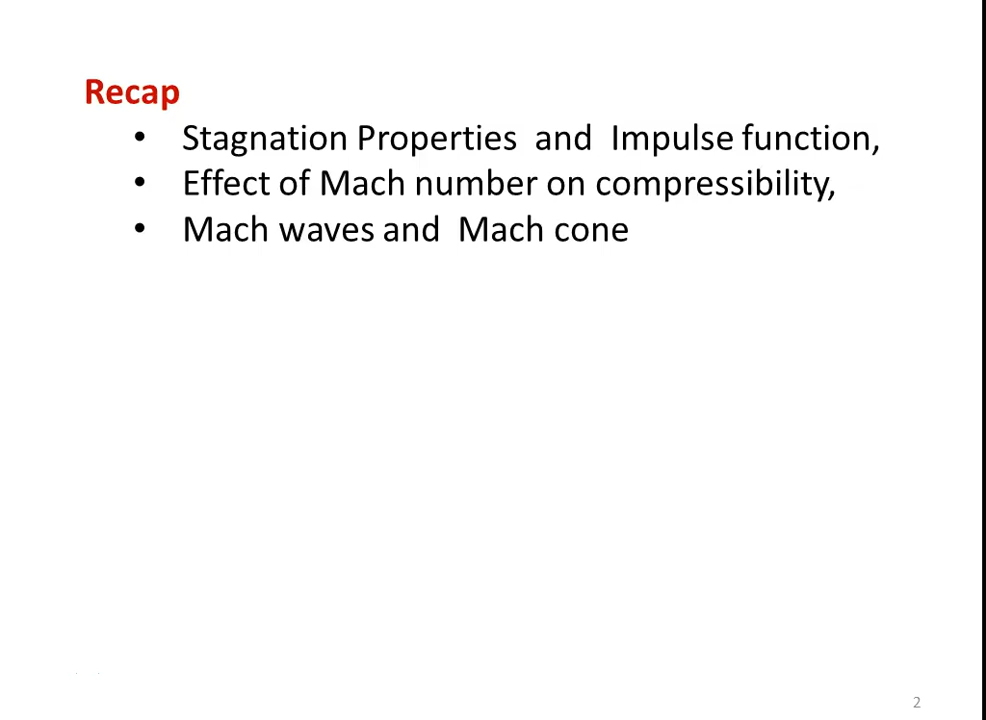 Recap
• Stagnation Properties and Impulse function,
• Effect of Mach number on compressibility,
• Mach waves and Mach cone
2